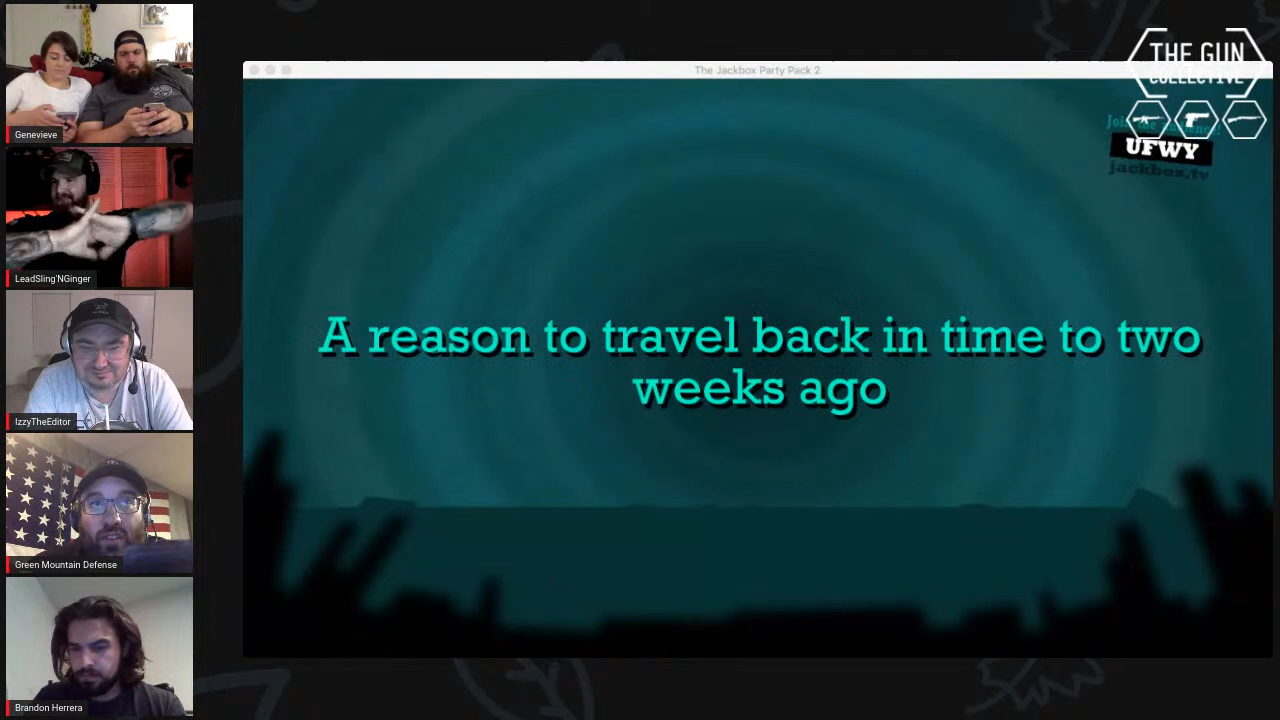 Genevieve
LeadSling'NGinger
IzzyTheEditor
Green Mountain Defense
Brandon Herrera
The Jackbox Party Pack 2
THE GUN
COLLECTIVE
UFWY
jackbox.tv
A reason to travel back in time to two
weeks ago